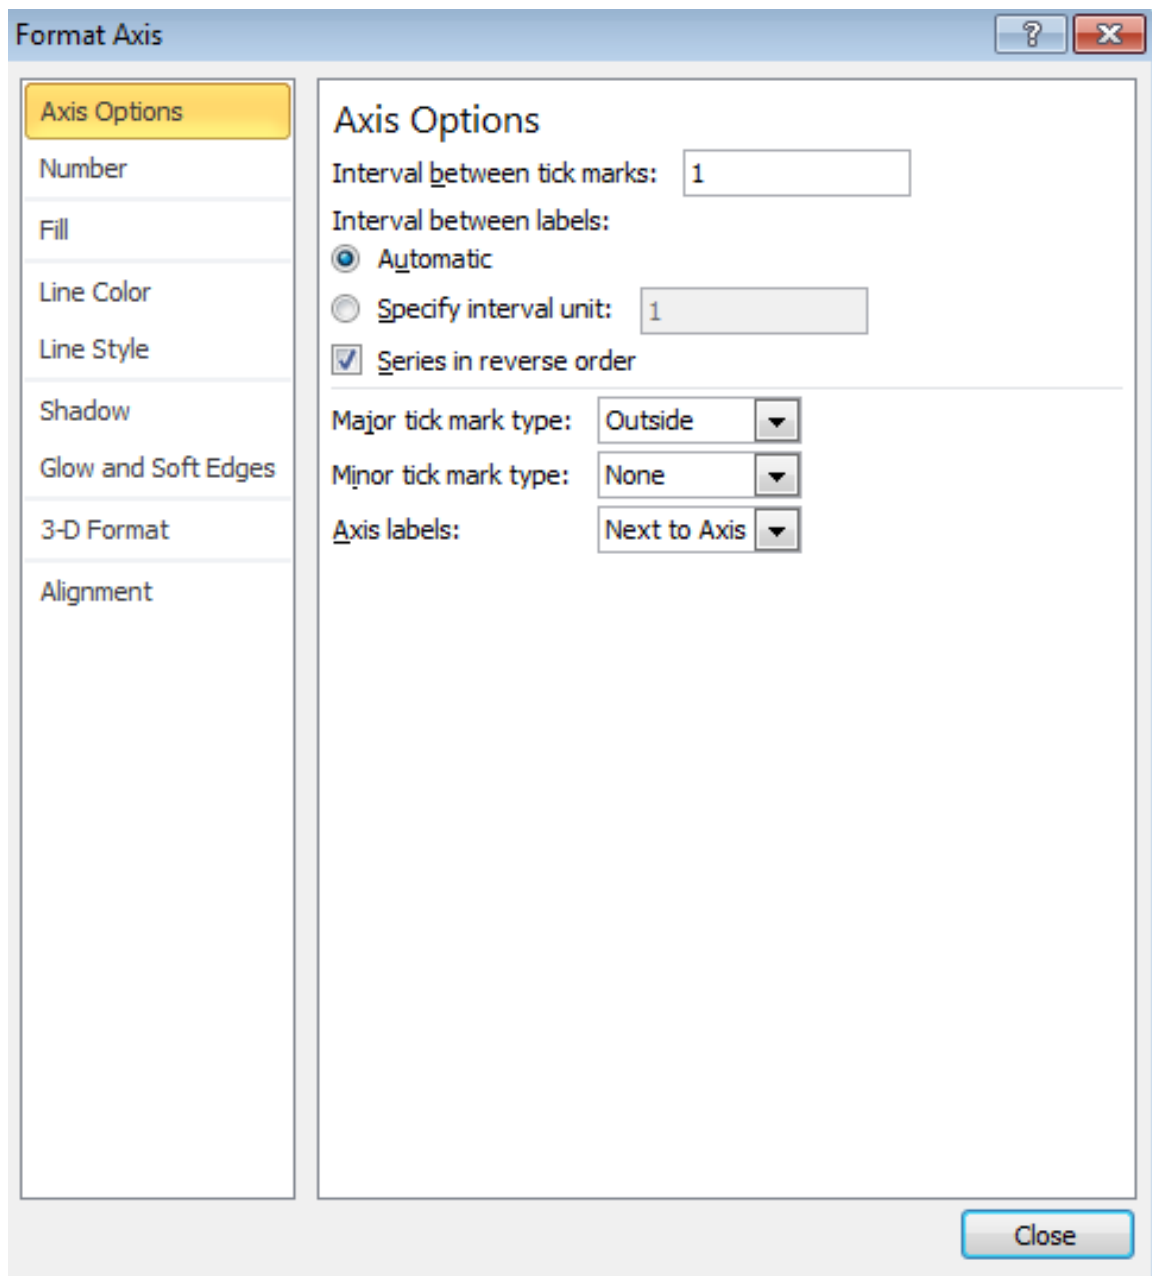 Format Axis
Axis Options
Number
Fill
Line Color
Line Style
Shadow
Glow and Soft Edges
3-D Format
Alignment
Axis Options
Interval between tick marks: 1
Interval between labels:
Automatic
Specify interval unit: 1
Series in reverse order
Major tick mark type: Outside
Minor tick mark type: None
Axis labels: Next to Axis
Close